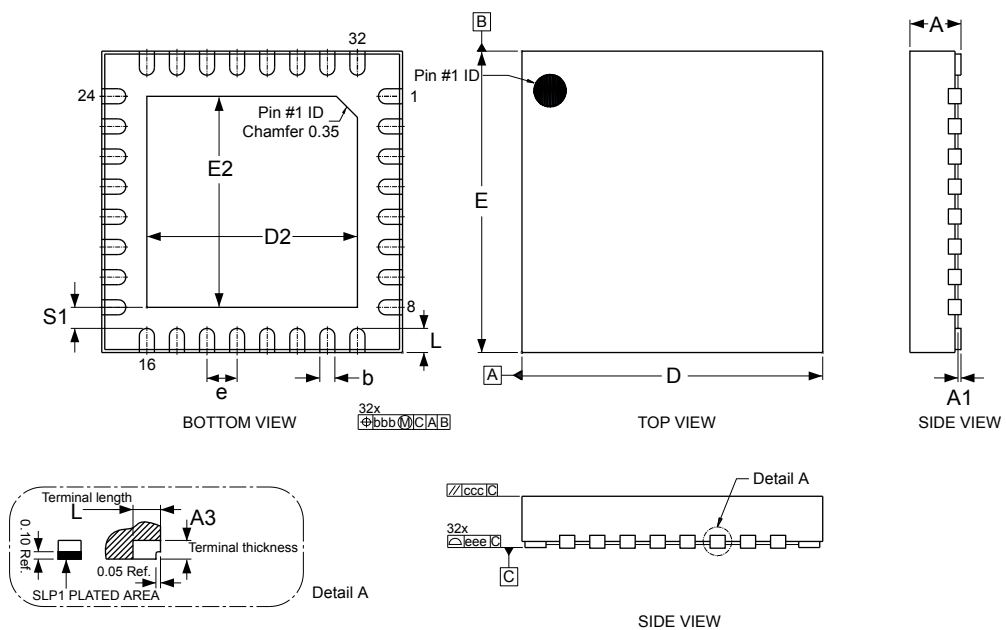 32
24
1
Pin #1 ID
Chamfer 0.35
E2
D2
S1
8
L
16
e
b
BOTTOM VIEW
32x
⌖ bbb Ⓜ C A B
B
Pin #1 ID
E
A
D
TOP VIEW
A
A1
SIDE VIEW
Terminal length
L
A3
Terminal thickness
0.10 Ref.
0.05 Ref.
SLP1 PLATED AREA
Detail A
// ccc C
32x
⌓ eee C
C
Detail A
SIDE VIEW